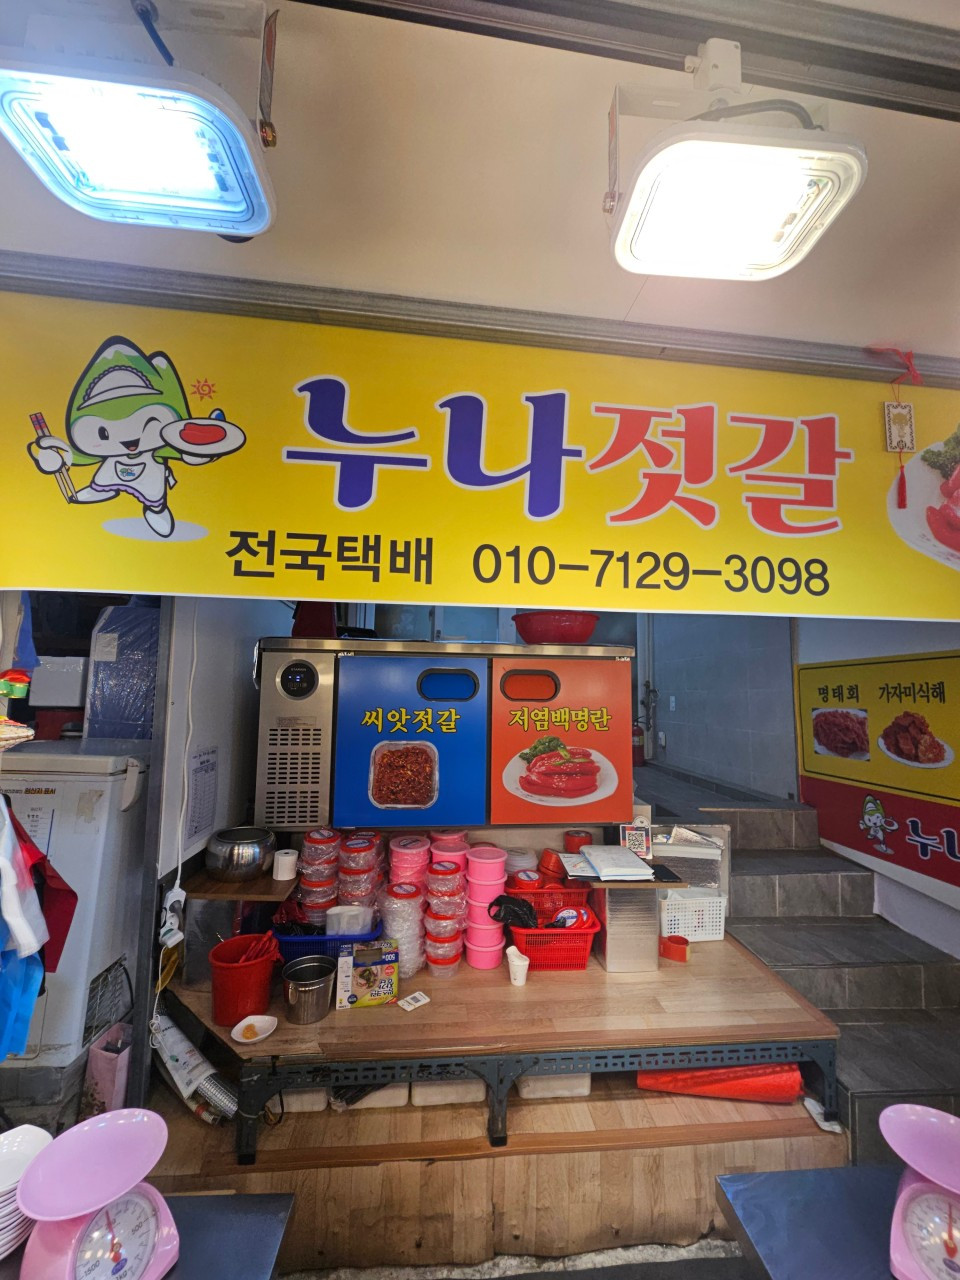 누나젓갈
전국택배 010-7129-3098
씨앗젓갈
저염백명란
명태회 가자미식해
누나
500